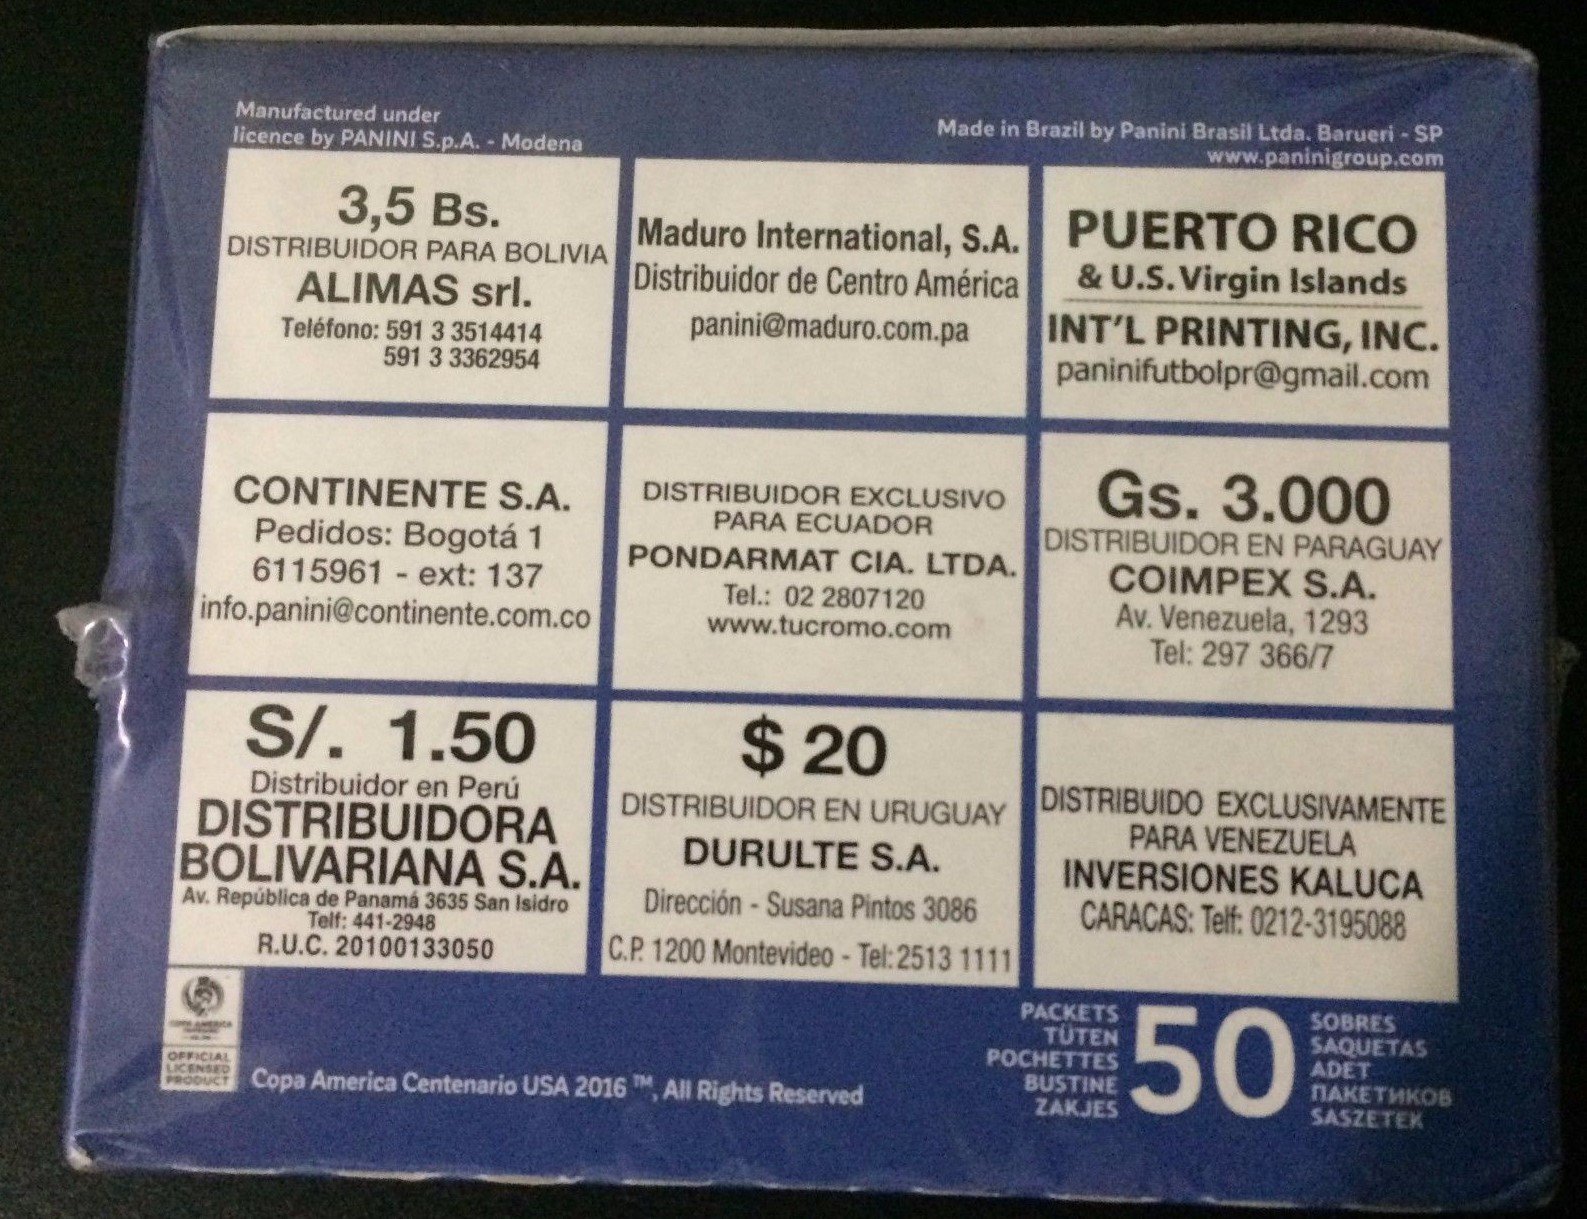 Manufactured under
licence by PANINI S.p.A. - Modena
Made in Brazil by Panini Brasil Ltda. Barueri - SP
www.paninigroup.com
3,5 Bs.
DISTRIBUIDOR PARA BOLIVIA
ALIMAS srl.
Teléfono: 591 3 3514414
591 3 3362954
Maduro International, S.A.
Distribuidor de Centro América
panini@maduro.com.pa
PUERTO RICO
& U.S. Virgin Islands
INT'L PRINTING, INC.
paninifutbolpr@gmail.com
CONTINENTE S.A.
Pedidos: Bogotá 1
6115961 - ext: 137
info.panini@continente.com.co
DISTRIBUIDOR EXCLUSIVO
PARA ECUADOR
PONDARMAT CIA. LTDA.
Tel.: 02 2807120
www.tucromo.com
Gs. 3.000
DISTRIBUIDOR EN PARAGUAY
COIMPEX S.A.
Av. Venezuela, 1293
Tel: 297 366/7
S/. 1.50
Distribuidor en Perú
DISTRIBUIDORA
BOLIVARIANA S.A.
Av. República de Panamá 3635 San Isidro
Telf: 441-2948
R.U.C. 20100133050
$ 20
DISTRIBUIDOR EN URUGUAY
DURULTE S.A.
Dirección - Susana Pintos 3086
C.P. 1200 Montevideo - Tel: 2513 1111
DISTRIBUIDO EXCLUSIVAMENTE
PARA VENEZUELA
INVERSIONES KALUCA
CARACAS: Telf: 0212-3195088
COPA AMERICA
OFFICIAL
LICENSED
PRODUCT
Copa America Centenario USA 2016 ™, All Rights Reserved
PACKETS
TÜTEN
POCHETTES
BUSTINE
ZAKJES
50
SOBRES
SAQUETAS
ADET
ПАКЕТИКОВ
SASZETEK